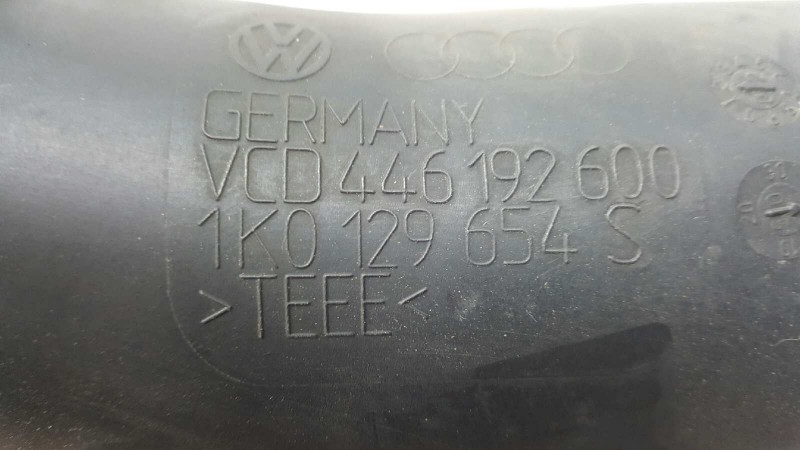 GERMANY
VCD 446 192 600
1K0 129 654 S
>TEEE<